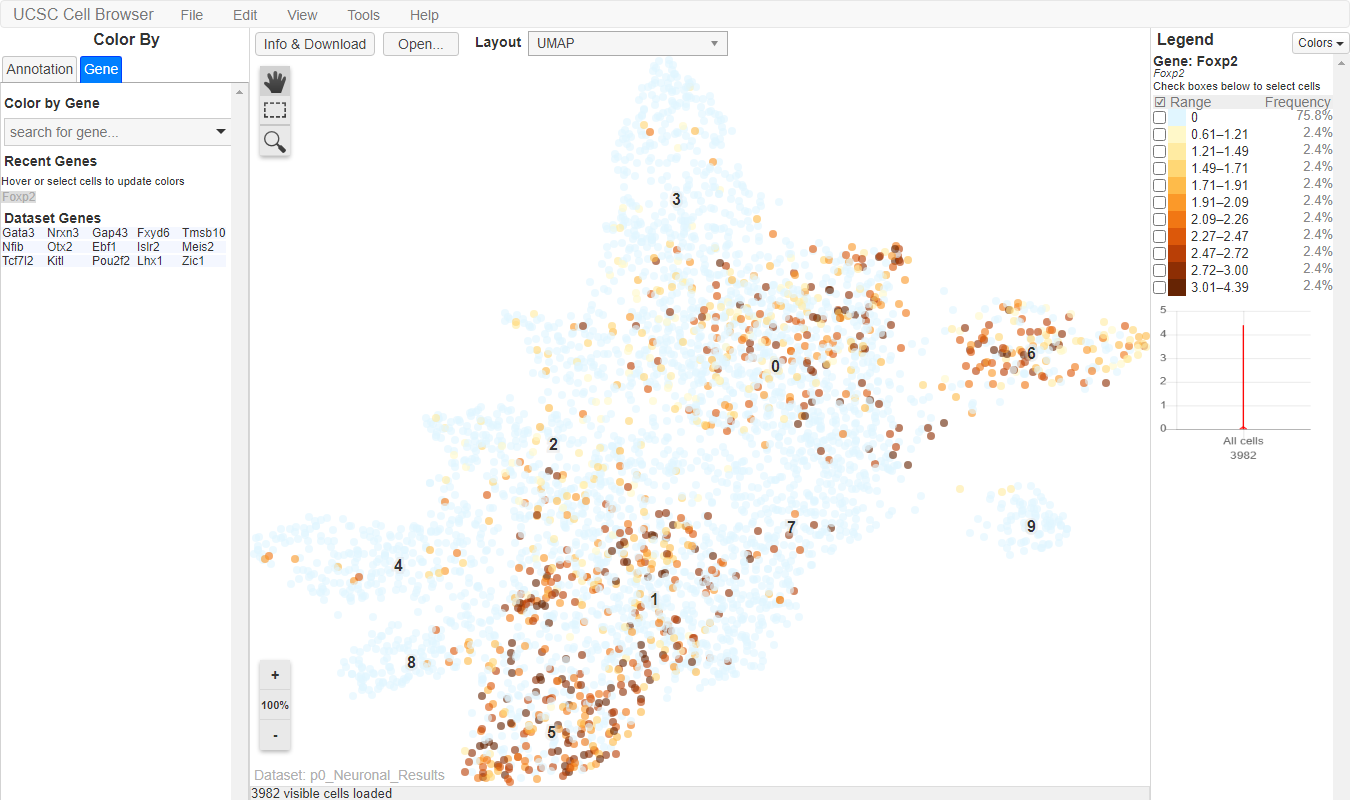 UCSC Cell Browser File Edit View Tools Help
Color By
Annotation Gene
Color by Gene
search for gene...
Recent Genes
Hover or select cells to update colors
Foxp2
Dataset Genes
Gata3 Nrxn3 Gap43 Fxyd6 Tmsb10
Nfib Otx2 Ebf1 Islr2 Meis2
Tcf7l2 Kitl Pou2f2 Lhx1 Zic1
Info & Download Open... Layout UMAP
3
0
6
2
7
9
4
1
8
5
+
100%
-
Dataset: p0_Neuronal_Results
3982 visible cells loaded
Legend Colors
Gene: Foxp2
Foxp2
Check boxes below to select cells
Range Frequency
0 75.8%
0.61–1.21 2.4%
1.21–1.49 2.4%
1.49–1.71 2.4%
1.71–1.91 2.4%
1.91–2.09 2.4%
2.09–2.26 2.4%
2.27–2.47 2.4%
2.47–2.72 2.4%
2.72–3.00 2.4%
3.01–4.39 2.4%
5
4
3
2
1
0
All cells
3982